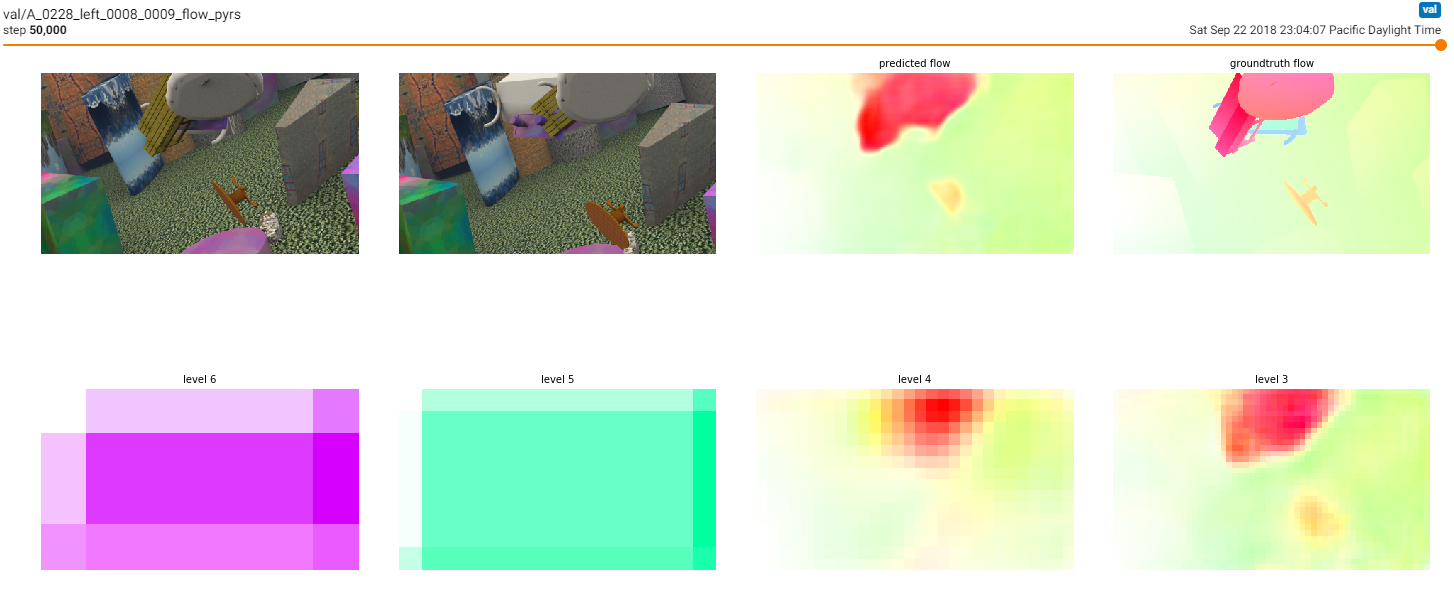 val/A_0228_left_0008_0009_flow_pyrs
val
step 50,000
Sat Sep 22 2018 23:04:07 Pacific Daylight Time
predicted flow
groundtruth flow
level 6
level 5
level 4
level 3